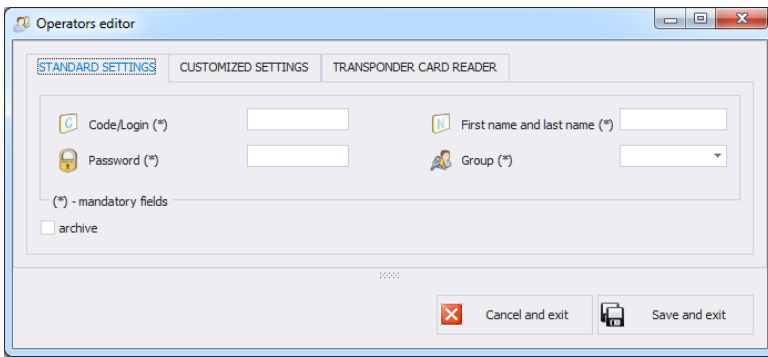 Operators editor
STANDARD SETTINGS CUSTOMIZED SETTINGS TRANSPONDER CARD READER
C Code/Login (*) N First name and last name (*)
Password (*) Group (*)
(*) - mandatory fields
archive
Cancel and exit Save and exit